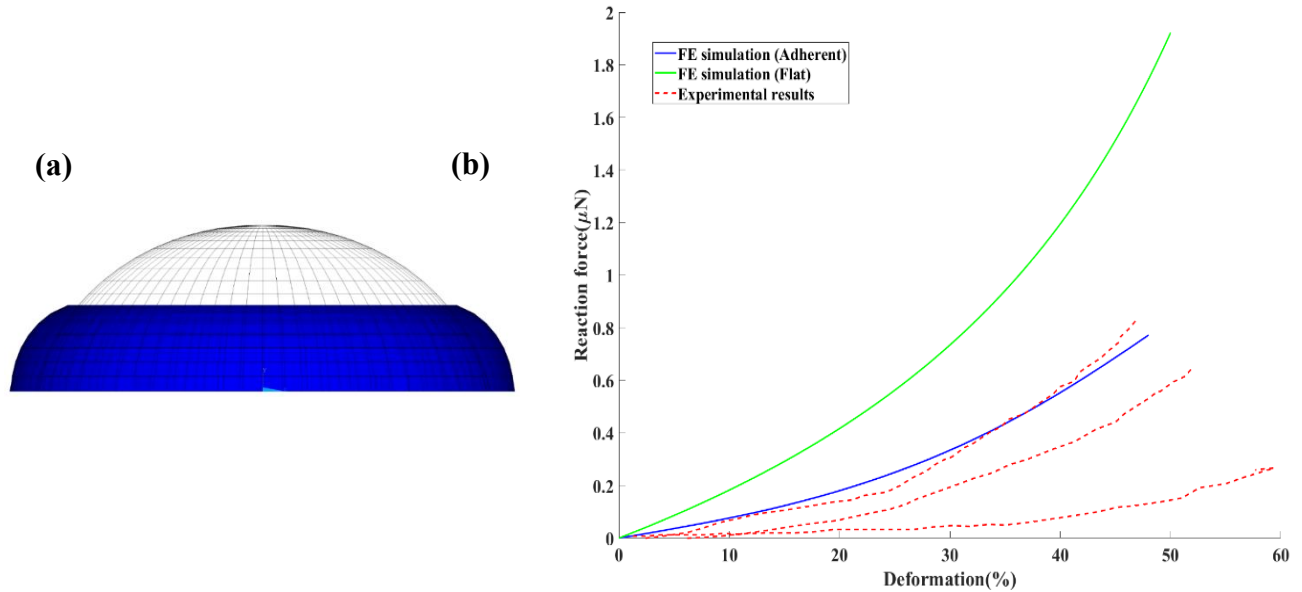 (a)
(b)
2
1.8
1.6
1.4
1.2
1
0.8
0.6
0.4
0.2
0
Reaction force(μN)
FE simulation (Adherent)
FE simulation (Flat)
Experimental results
0 10 20 30 40 50 60
Deformation(%)